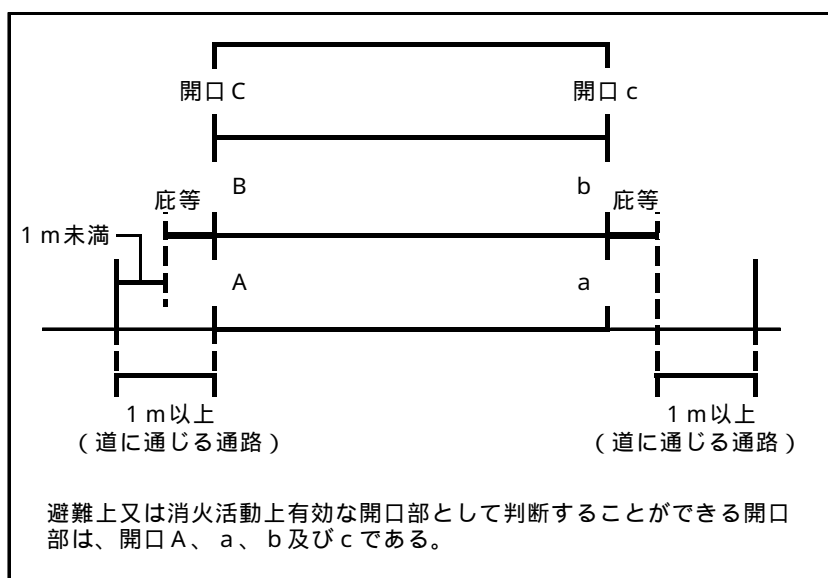 開口C 開口c
B b
庇等 庇等
1m未満
A a
1m以上 1m以上
(道に通じる通路) (道に通じる通路)
避難上又は消火活動上有効な開口部として判断することができる開口
部は、開口A、a、b及びcである。